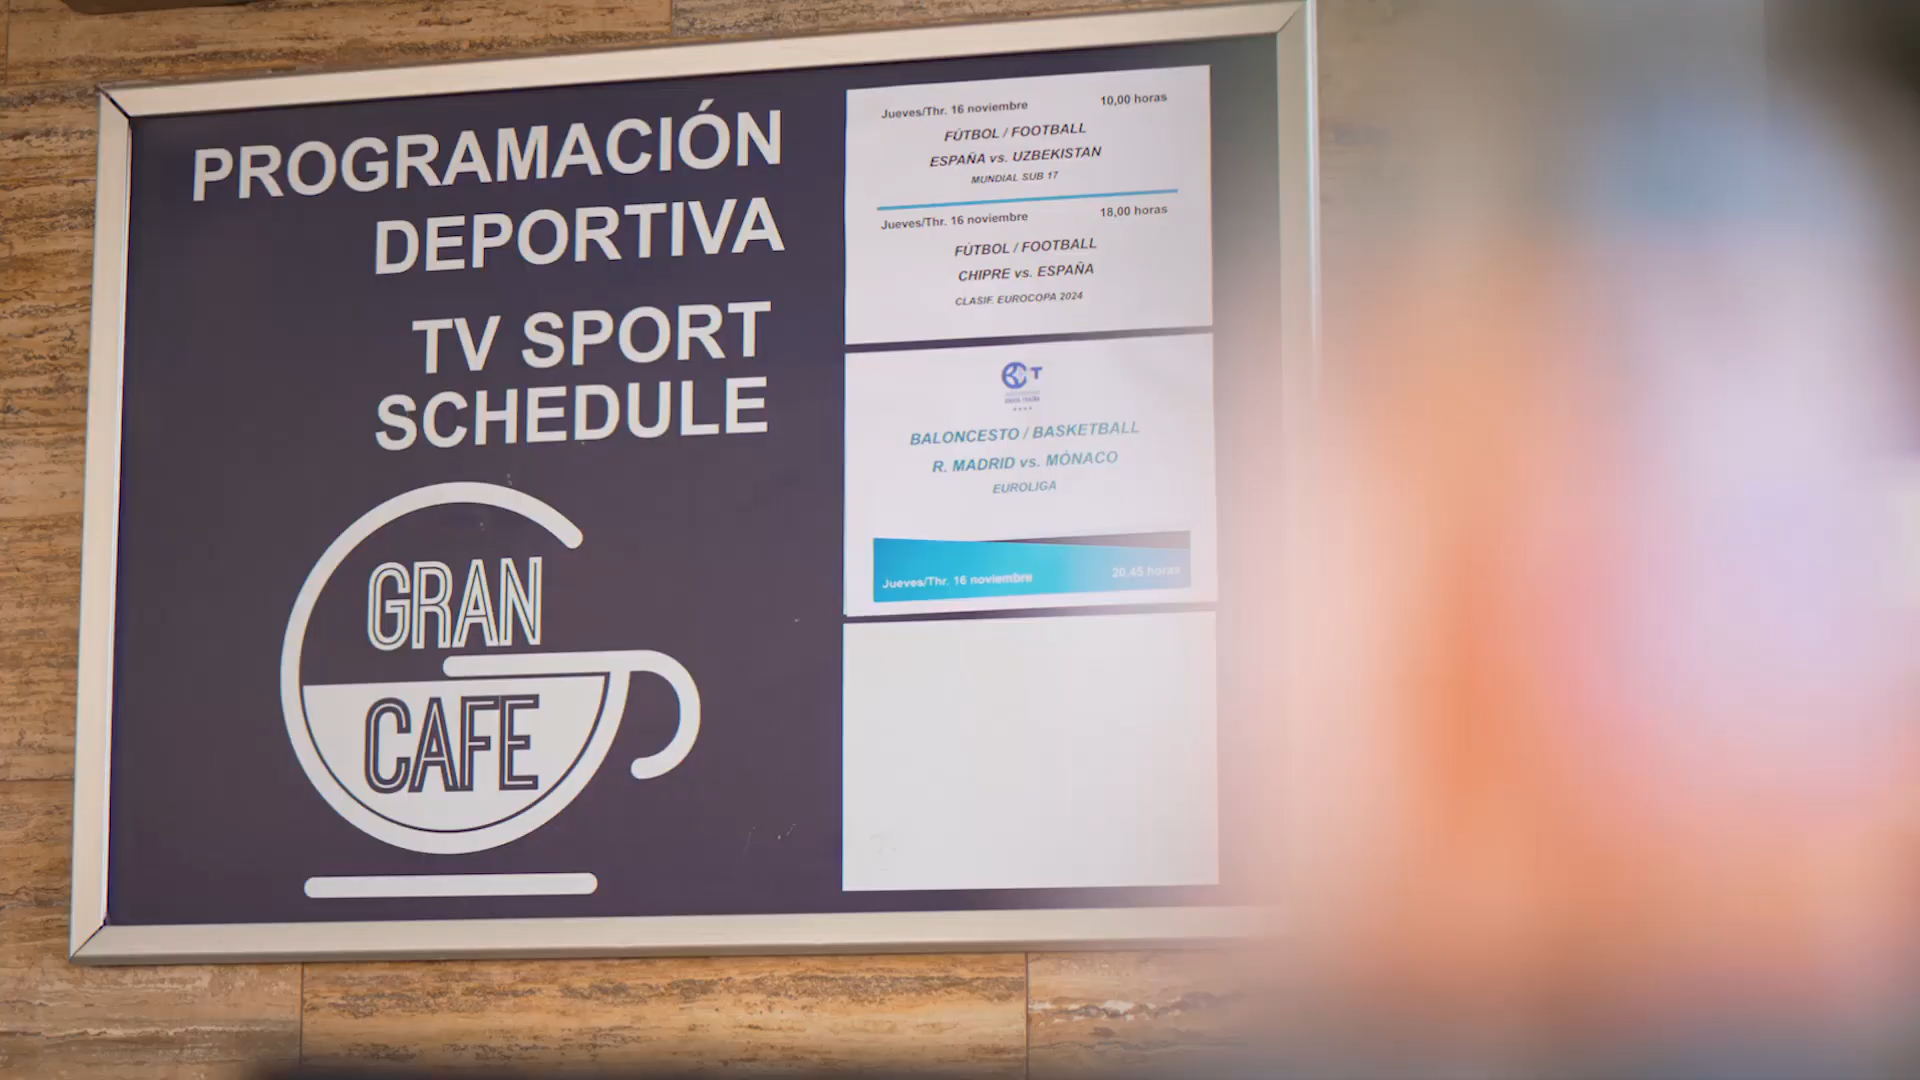 PROGRAMACIÓN
DEPORTIVA
TV SPORT
SCHEDULE
GRAN
CAFE
Jueves/Thr. 16 noviembre 10,00 horas
FÚTBOL / FOOTBALL
ESPAÑA vs. UZBEKISTAN
MUNDIAL SUB 17
Jueves/Thr. 16 noviembre 18,00 horas
FÚTBOL / FOOTBALL
CHIPRE vs. ESPAÑA
CLASIF. EUROCOPA 2024
BALONCESTO / BASKETBALL
R. MADRID vs. MÓNACO
EUROLIGA
Jueves/Thr. 16 noviembre 20,45 horas